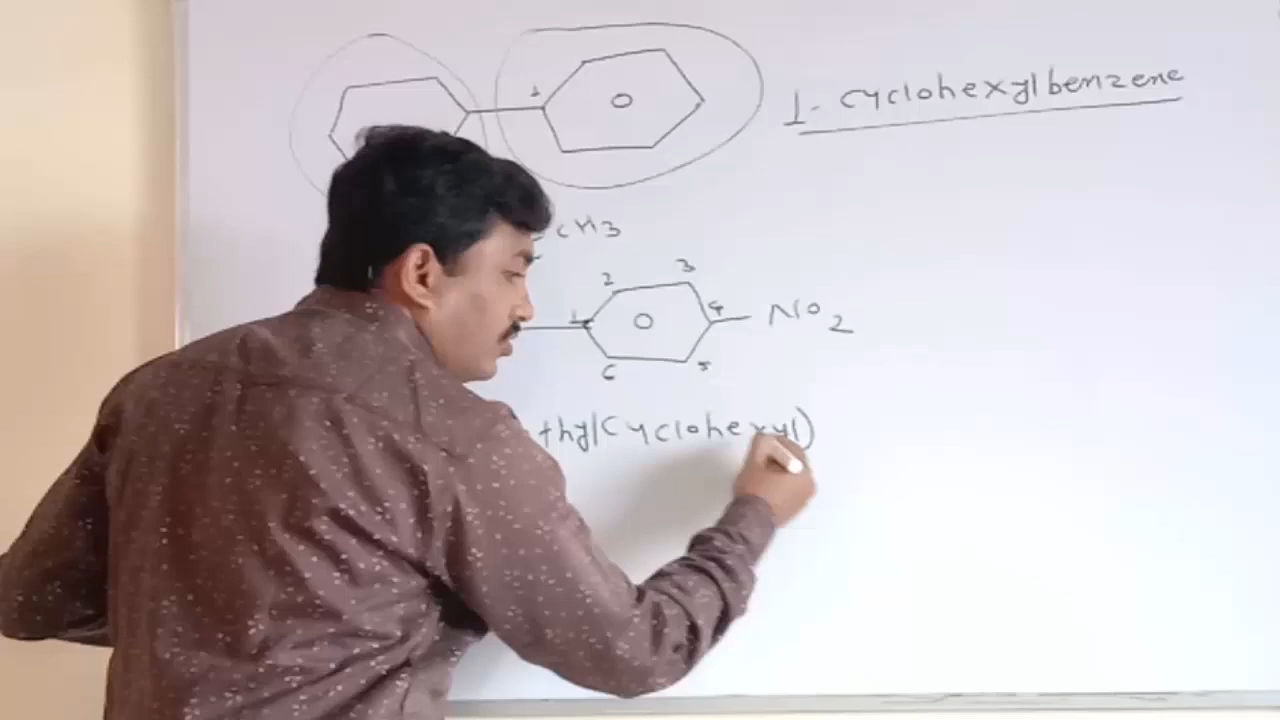 1 1- cyclohexylbenzene
CH3
2 3
1 4 NO2
6 5
thyl(cyclohexyl)